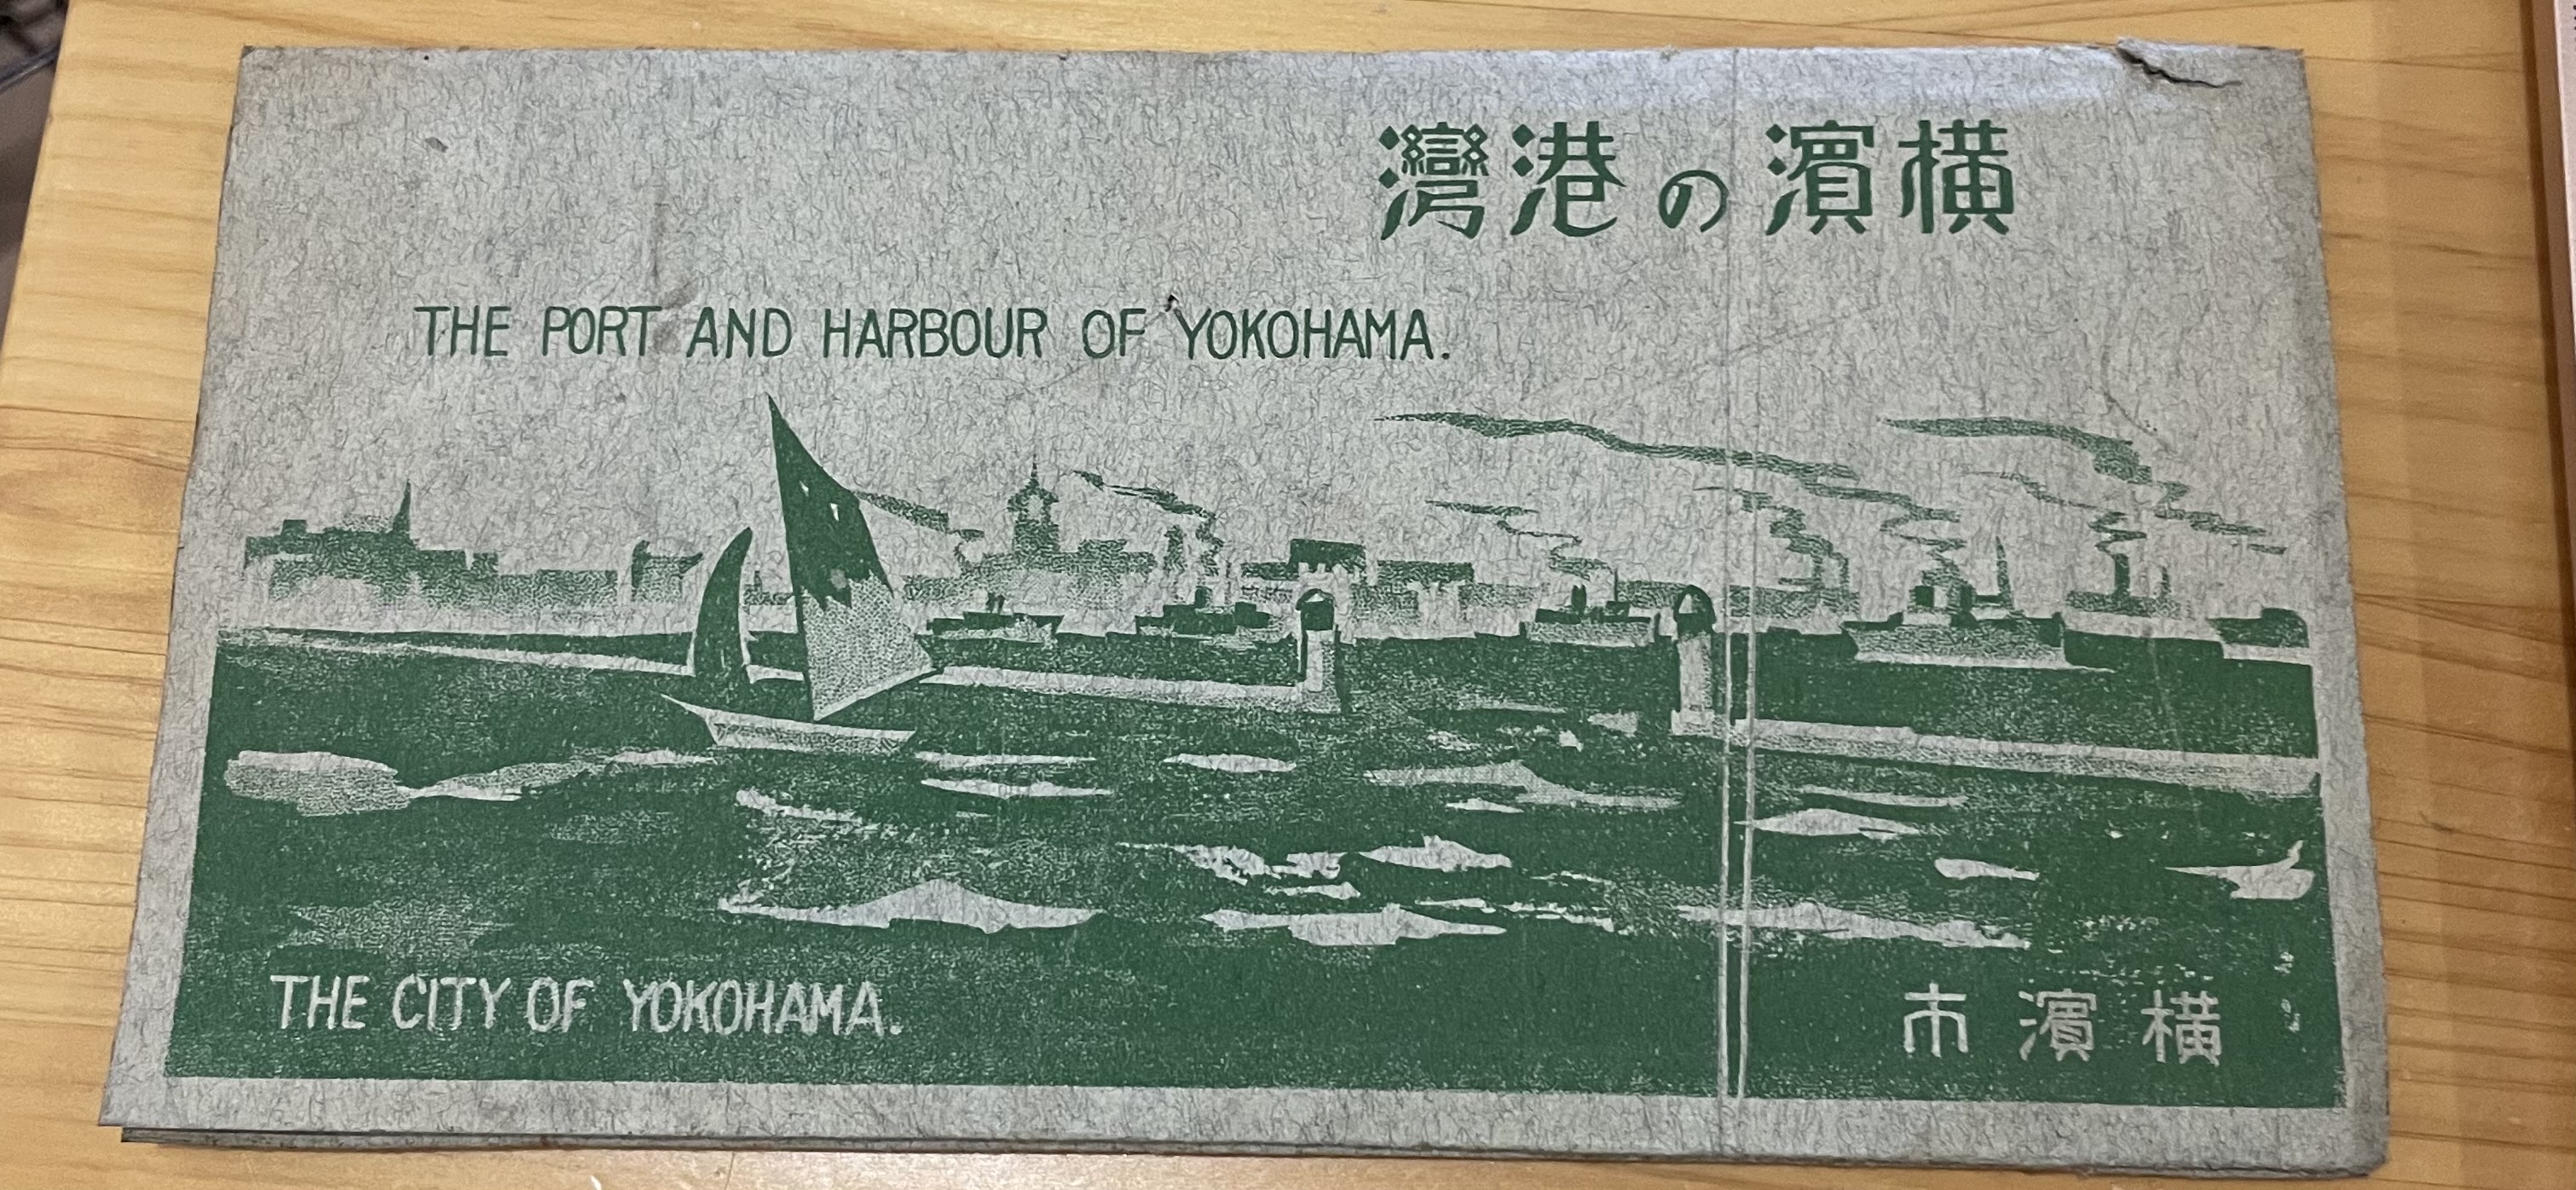 横濱の港灣
THE PORT AND HARBOUR OF YOKOHAMA.
THE CITY OF YOKOHAMA.
横濱市